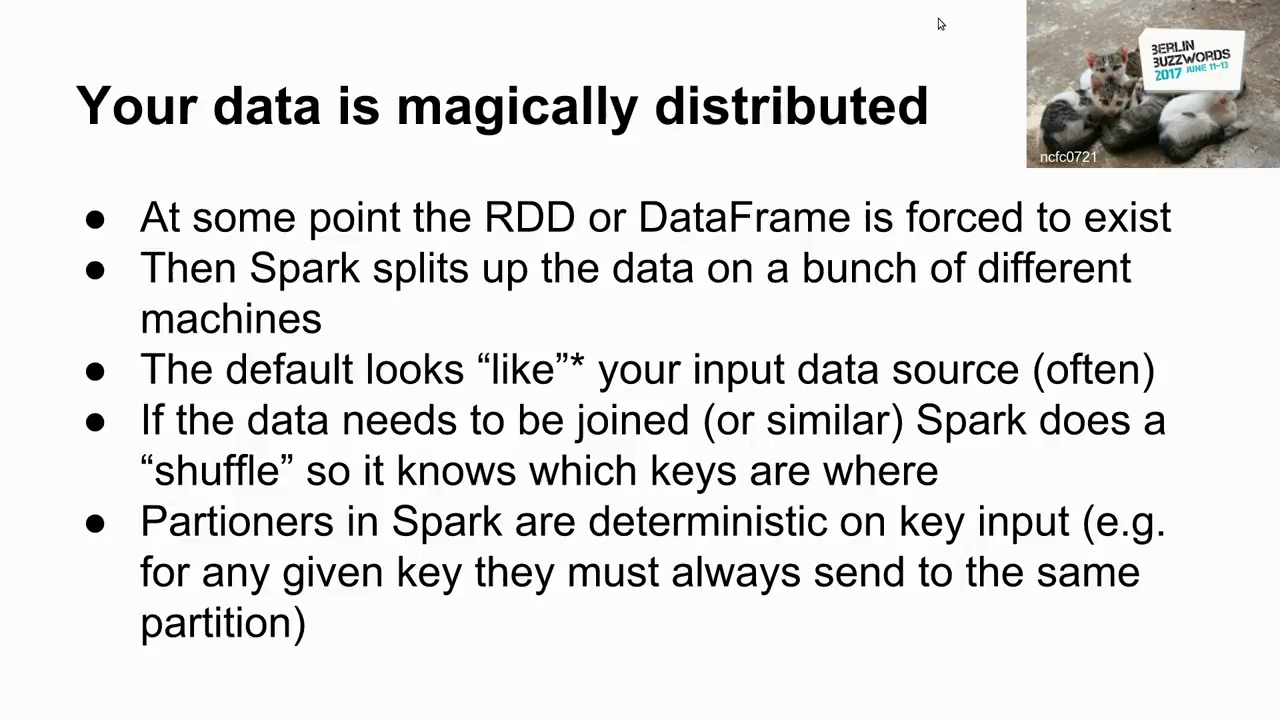 BERLIN
BUZZWORDS
2017 JUNE 11-13
ncfc0721
Your data is magically distributed
● At some point the RDD or DataFrame is forced to exist
● Then Spark splits up the data on a bunch of different
machines
● The default looks “like”* your input data source (often)
● If the data needs to be joined (or similar) Spark does a
“shuffle” so it knows which keys are where
● Partioners in Spark are deterministic on key input (e.g.
for any given key they must always send to the same
partition)